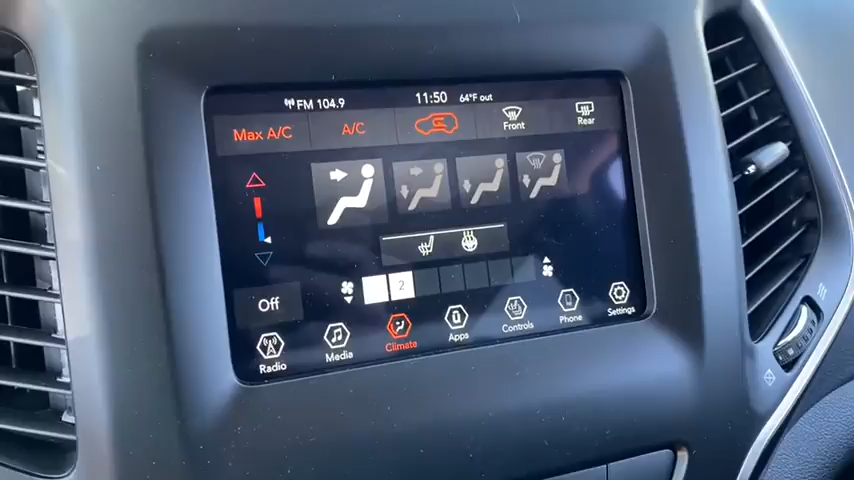 FM 104.9 11:50 64°F out
Max A/C A/C Front Rear
2
Off
Radio Media Climate Apps Controls Phone Settings